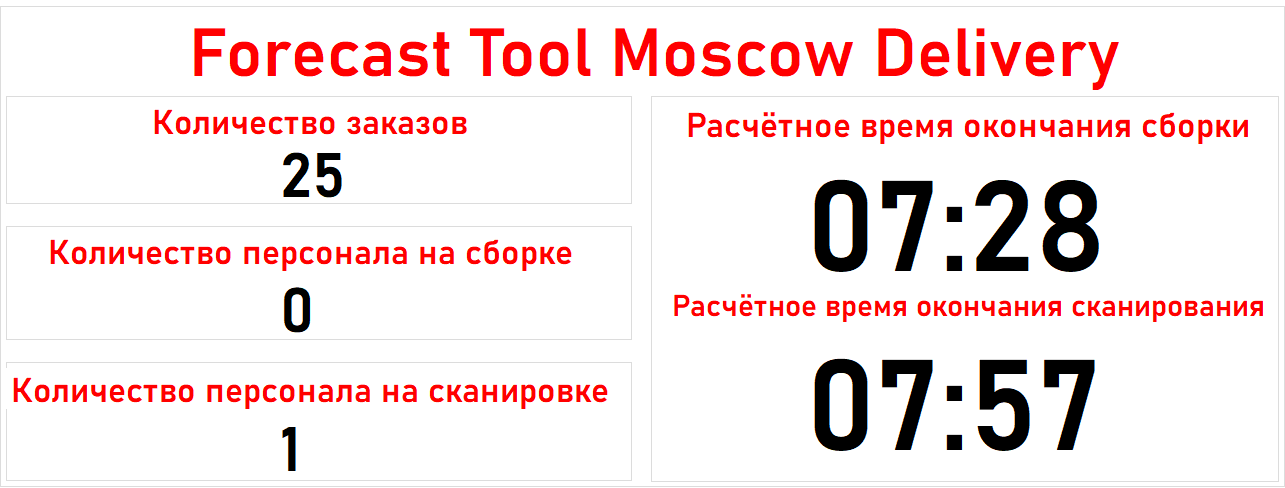 Forecast Tool Moscow Delivery
Количество заказов
25
Количество персонала на сборке
0
Количество персонала на сканировке
1
Расчётное время окончания сборки
07:28
Расчётное время окончания сканирования
07:57